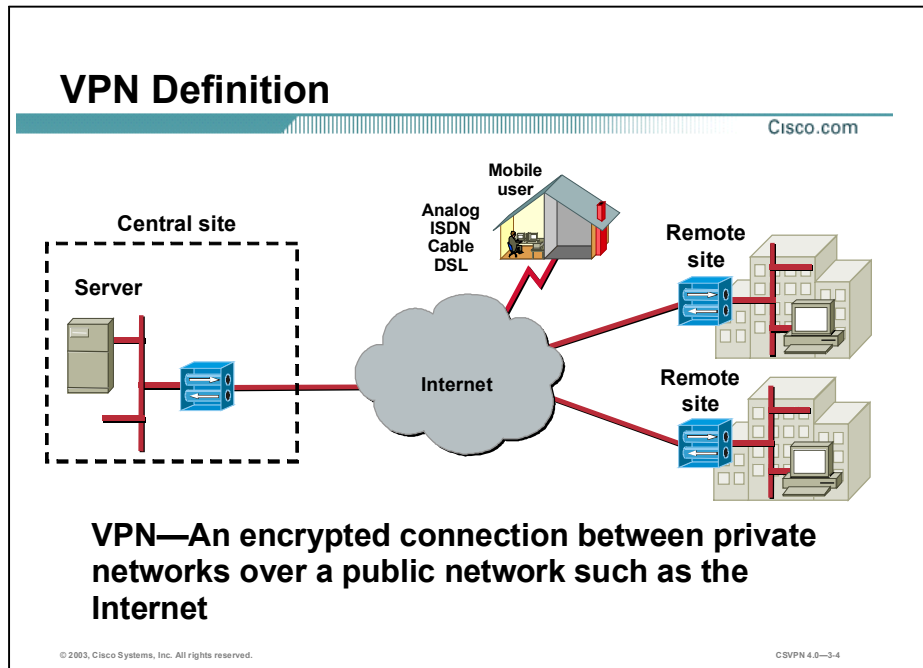 VPN Definition
Cisco.com
Mobile
user
Analog
ISDN
Cable
DSL
Central site
Server
Remote
site
Internet
Remote
site
VPN—An encrypted connection between private
networks over a public network such as the
Internet
© 2003, Cisco Systems, Inc. All rights reserved.
CSVPN 4.0—3-4